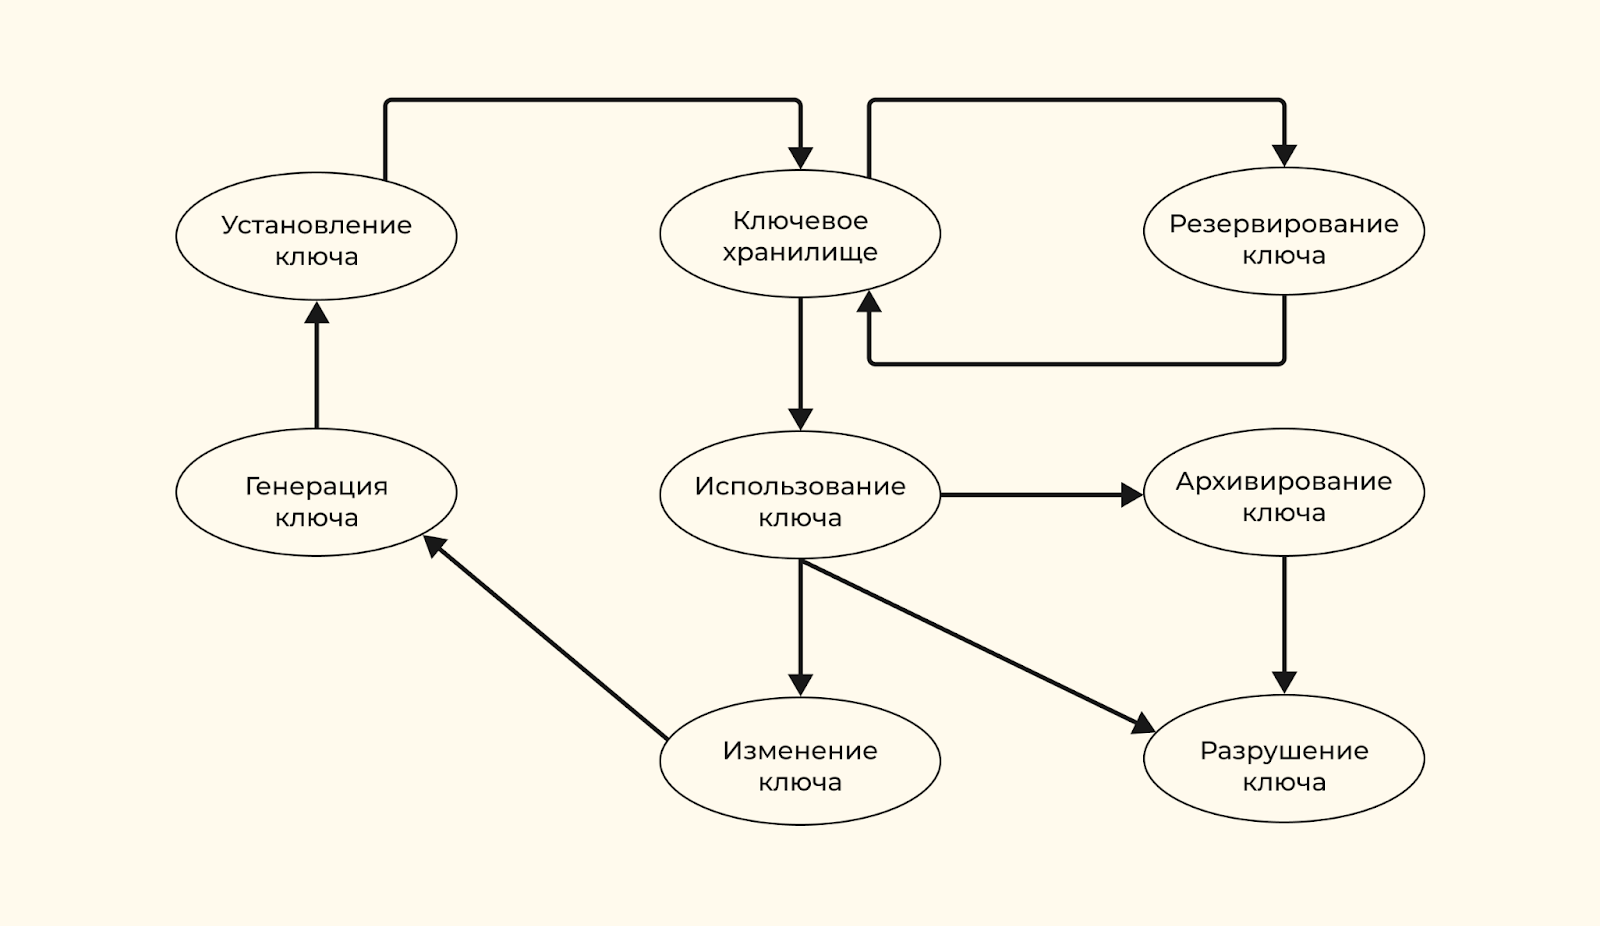 Установление
ключа
Ключевое
хранилище
Резервирование
ключа
Генерация
ключа
Использование
ключа
Архивирование
ключа
Изменение
ключа
Разрушение
ключа